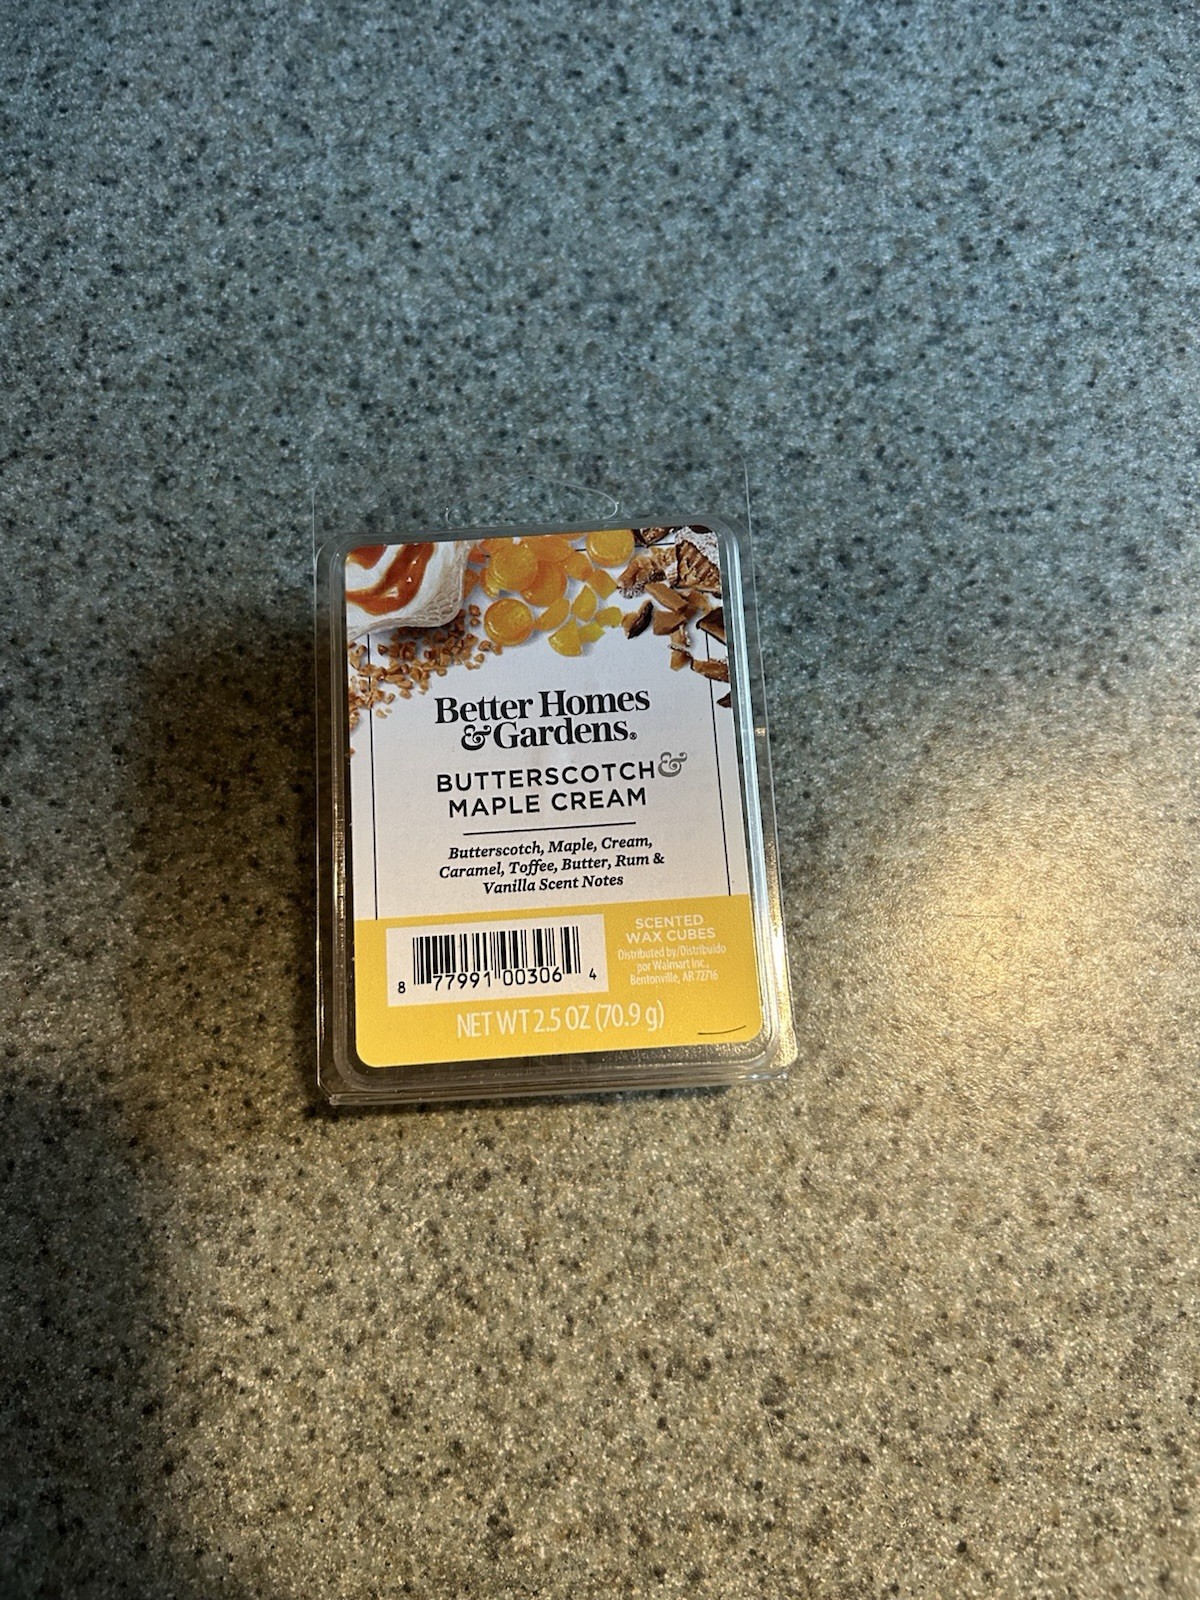 Better Homes
&Gardens®
BUTTERSCOTCH &
MAPLE CREAM
Butterscotch, Maple, Cream,
Caramel, Toffee, Butter, Rum &
Vanilla Scent Notes
SCENTED
WAX CUBES
Distributed by/Distribuido
por Walmart Inc.,
Bentonville, AR 72716
8 77991 00306 4
NET WT 2.5 OZ (70.9 g)